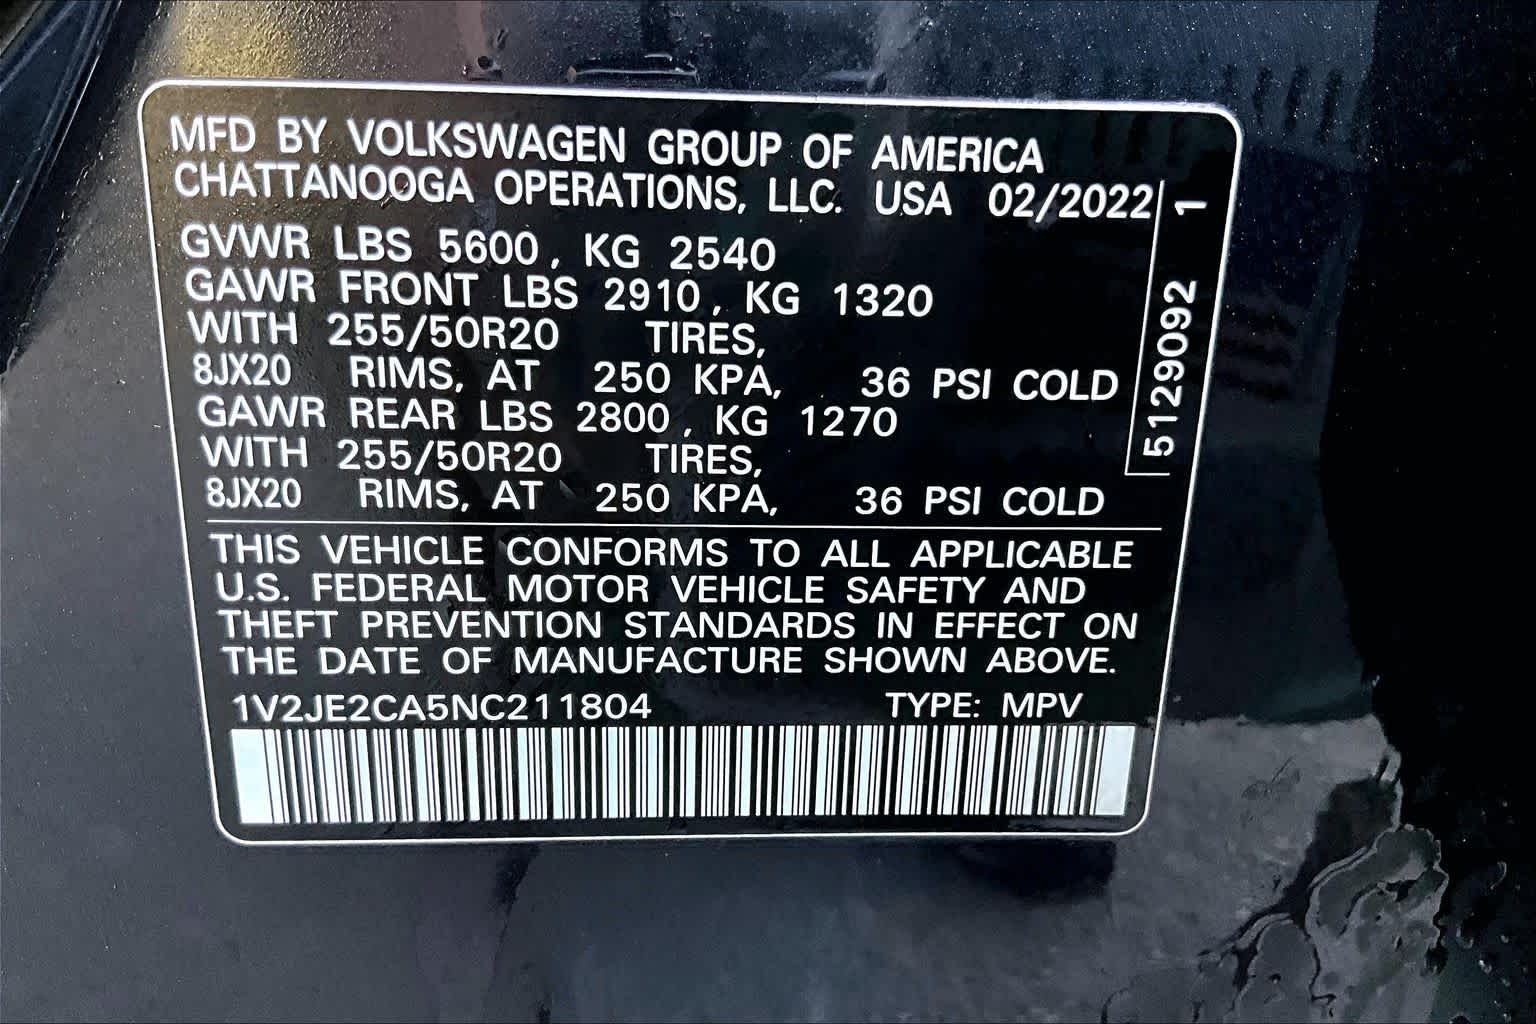 MFD BY VOLKSWAGEN GROUP OF AMERICA
CHATTANOOGA OPERATIONS, LLC. USA 02/2022
GVWR LBS 5600, KG 2540
GAWR FRONT LBS 2910, KG 1320
WITH 255/50R20 TIRES,
8JX20 RIMS, AT 250 KPA, 36 PSI COLD
GAWR REAR LBS 2800, KG 1270
WITH 255/50R20 TIRES,
8JX20 RIMS, AT 250 KPA, 36 PSI COLD
5129092 1
THIS VEHICLE CONFORMS TO ALL APPLICABLE
U.S. FEDERAL MOTOR VEHICLE SAFETY AND
THEFT PREVENTION STANDARDS IN EFFECT ON
THE DATE OF MANUFACTURE SHOWN ABOVE.
1V2JE2CA5NC211804 TYPE: MPV